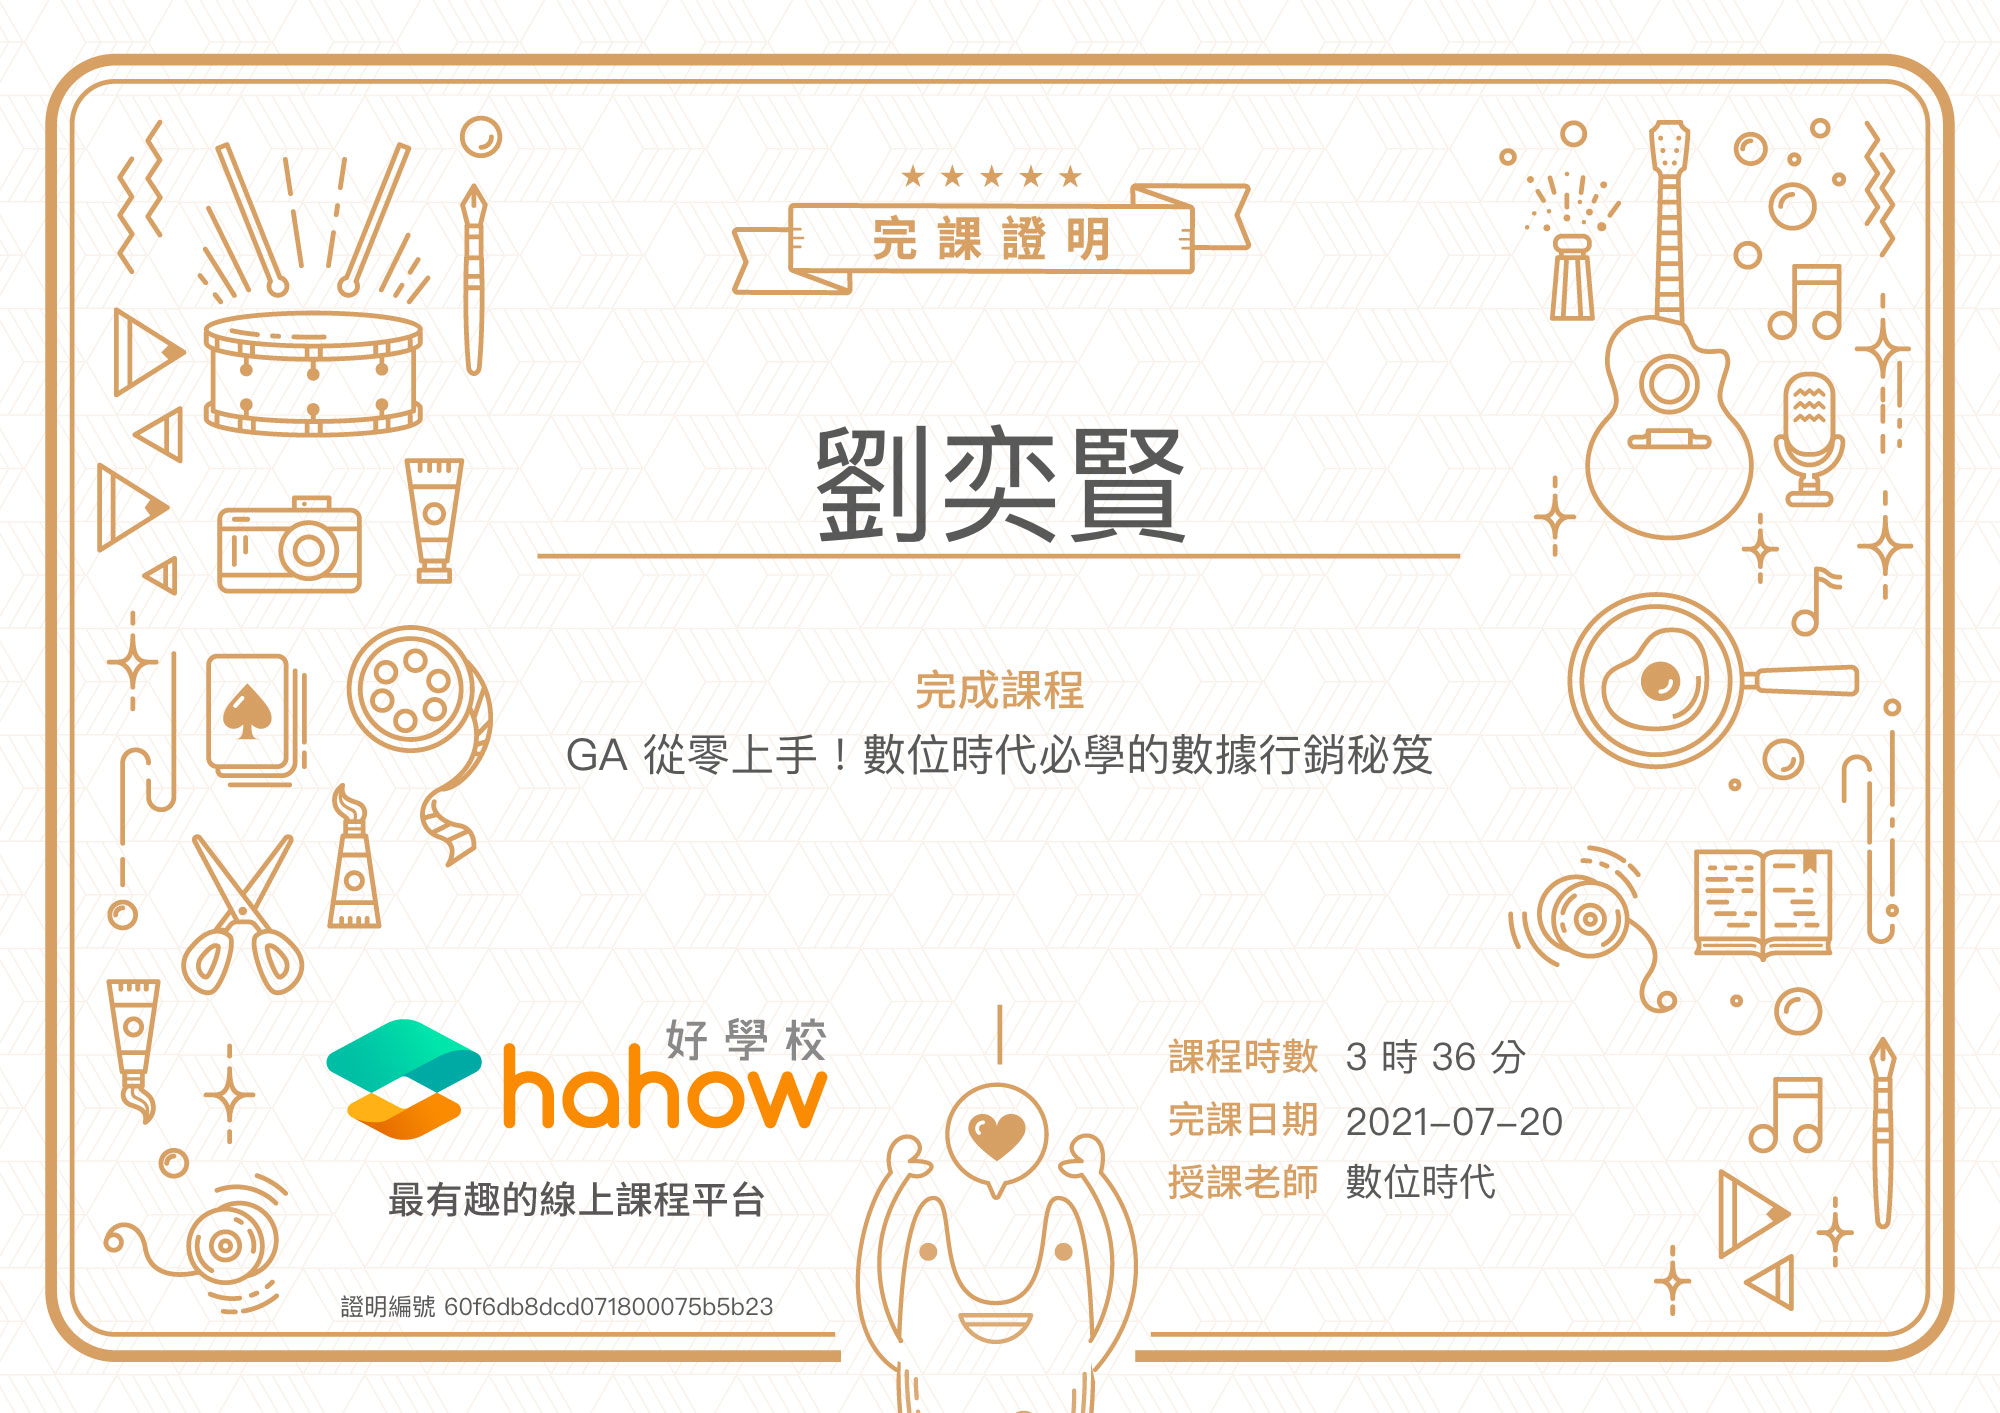 完課證明
劉奕賢
完成課程
GA 從零上手！數位時代必學的數據行銷秘笈
好學校
hahow
最有趣的線上課程平台
證明編號 60f6db8dcd071800075b5b23
課程時數 3 時 36 分
完課日期 2021-07-20
授課老師 數位時代